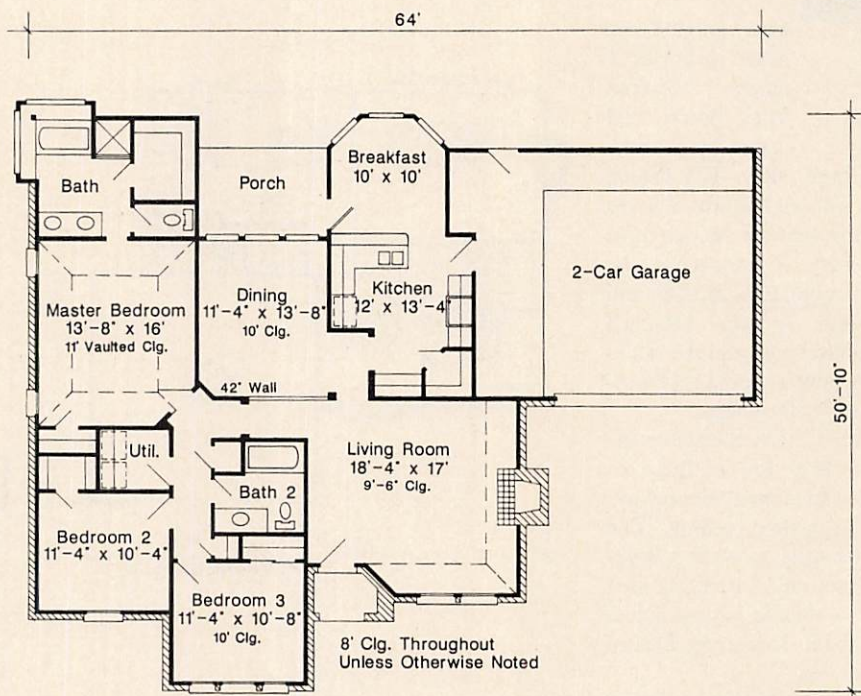 64'
Breakfast
10' x 10'
Bath
Porch
2-Car Garage
Master Bedroom
13'-8" x 16'
11' Vaulted Clg.
Dining
11'-4" x 13'-8"
10' Clg.
Kitchen
12' x 13'-4
42" Wall
50'-10"
Util.
Living Room
18'-4" x 17'
9'-6" Clg.
Bath 2
Bedroom 2
11'-4" x 10'-4"
Bedroom 3
11'-4" x 10'-8"
10' Clg.
8' Clg. Throughout
Unless Otherwise Noted